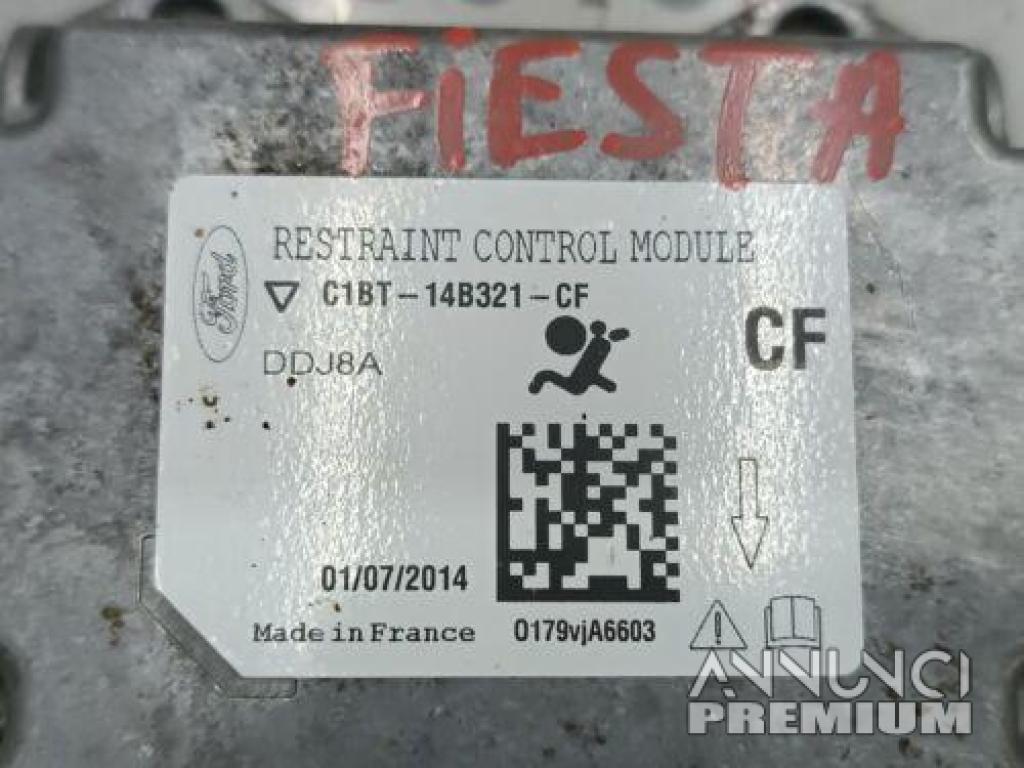 FiESTA
RESTRAINT CONTROL MODULE
Ford
C1BT-14B321-CF
CF
DDJ8A
01/07/2014
Made in France
0179vjA6603
ANNUNCI
PREMIUM